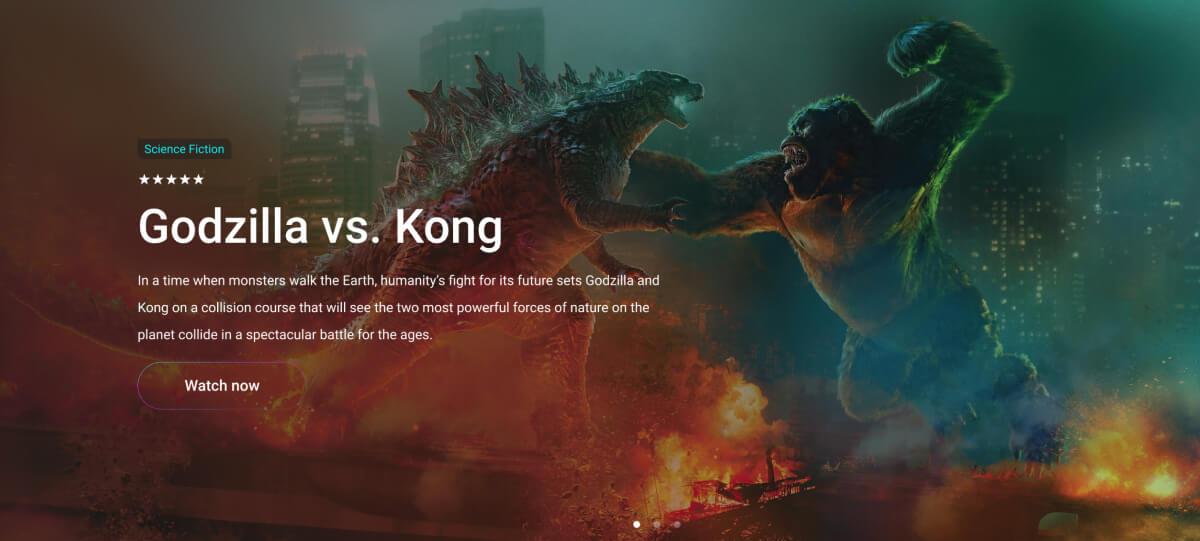 Science Fiction
Godzilla vs. Kong
In a time when monsters walk the Earth, humanity's fight for its future sets Godzilla and
Kong on a collision course that will see the two most powerful forces of nature on the
planet collide in a spectacular battle for the ages.
Watch now